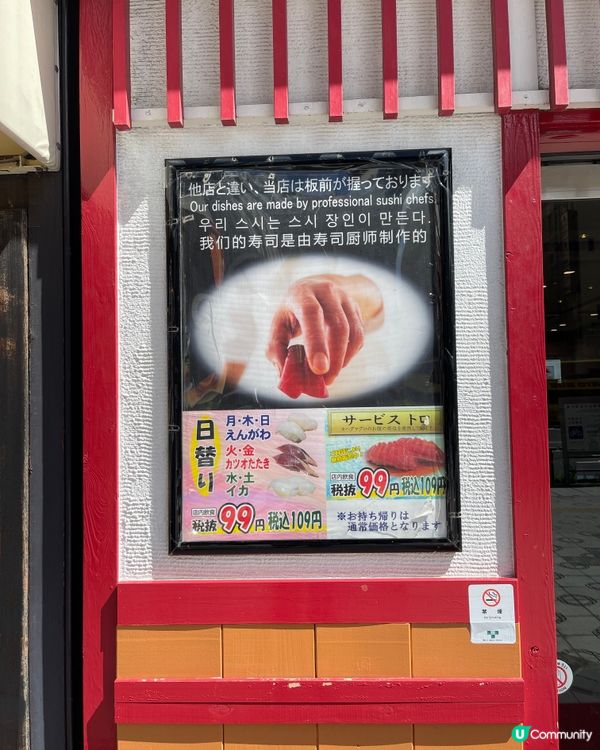 他店と違い、当店は板前が握っております。
Our dishes are made by professional sushi chefs.
우리 스시는 스시 장인이 만든다.
我们的寿司是由寿司厨师制作的
日替り
月・木・日
えんがわ
火・金
カツオたたき
水・土
イカ
店内飲食
税抜99円税込109円
サービストロ
店内飲食
税抜99円税込109円
※お持ち帰りは
通常価格となります
禁煙
U Community